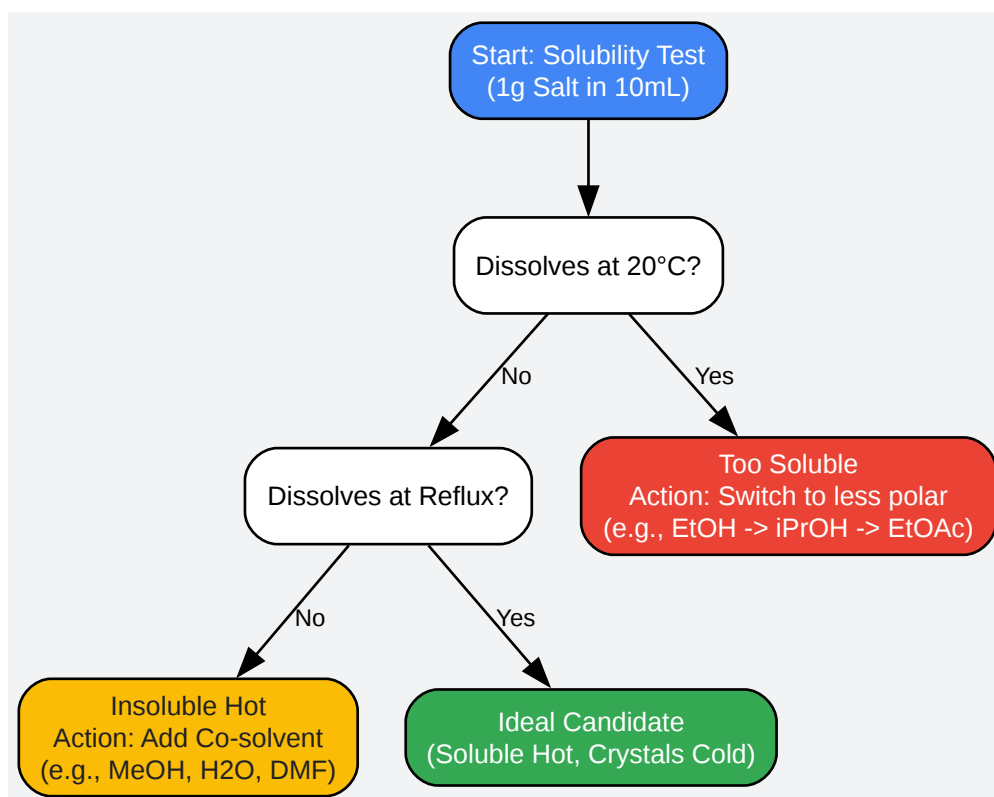 Start: Solubility Test
(1g Salt in 10mL)
Dissolves at 20°C?
No
Yes
Dissolves at Reflux?
Too Soluble
Action: Switch to less polar
(e.g., EtOH -> iPrOH -> EtOAc)
No
Yes
Insoluble Hot
Action: Add Co-solvent
(e.g., MeOH, H2O, DMF)
Ideal Candidate
(Soluble Hot, Crystals Cold)